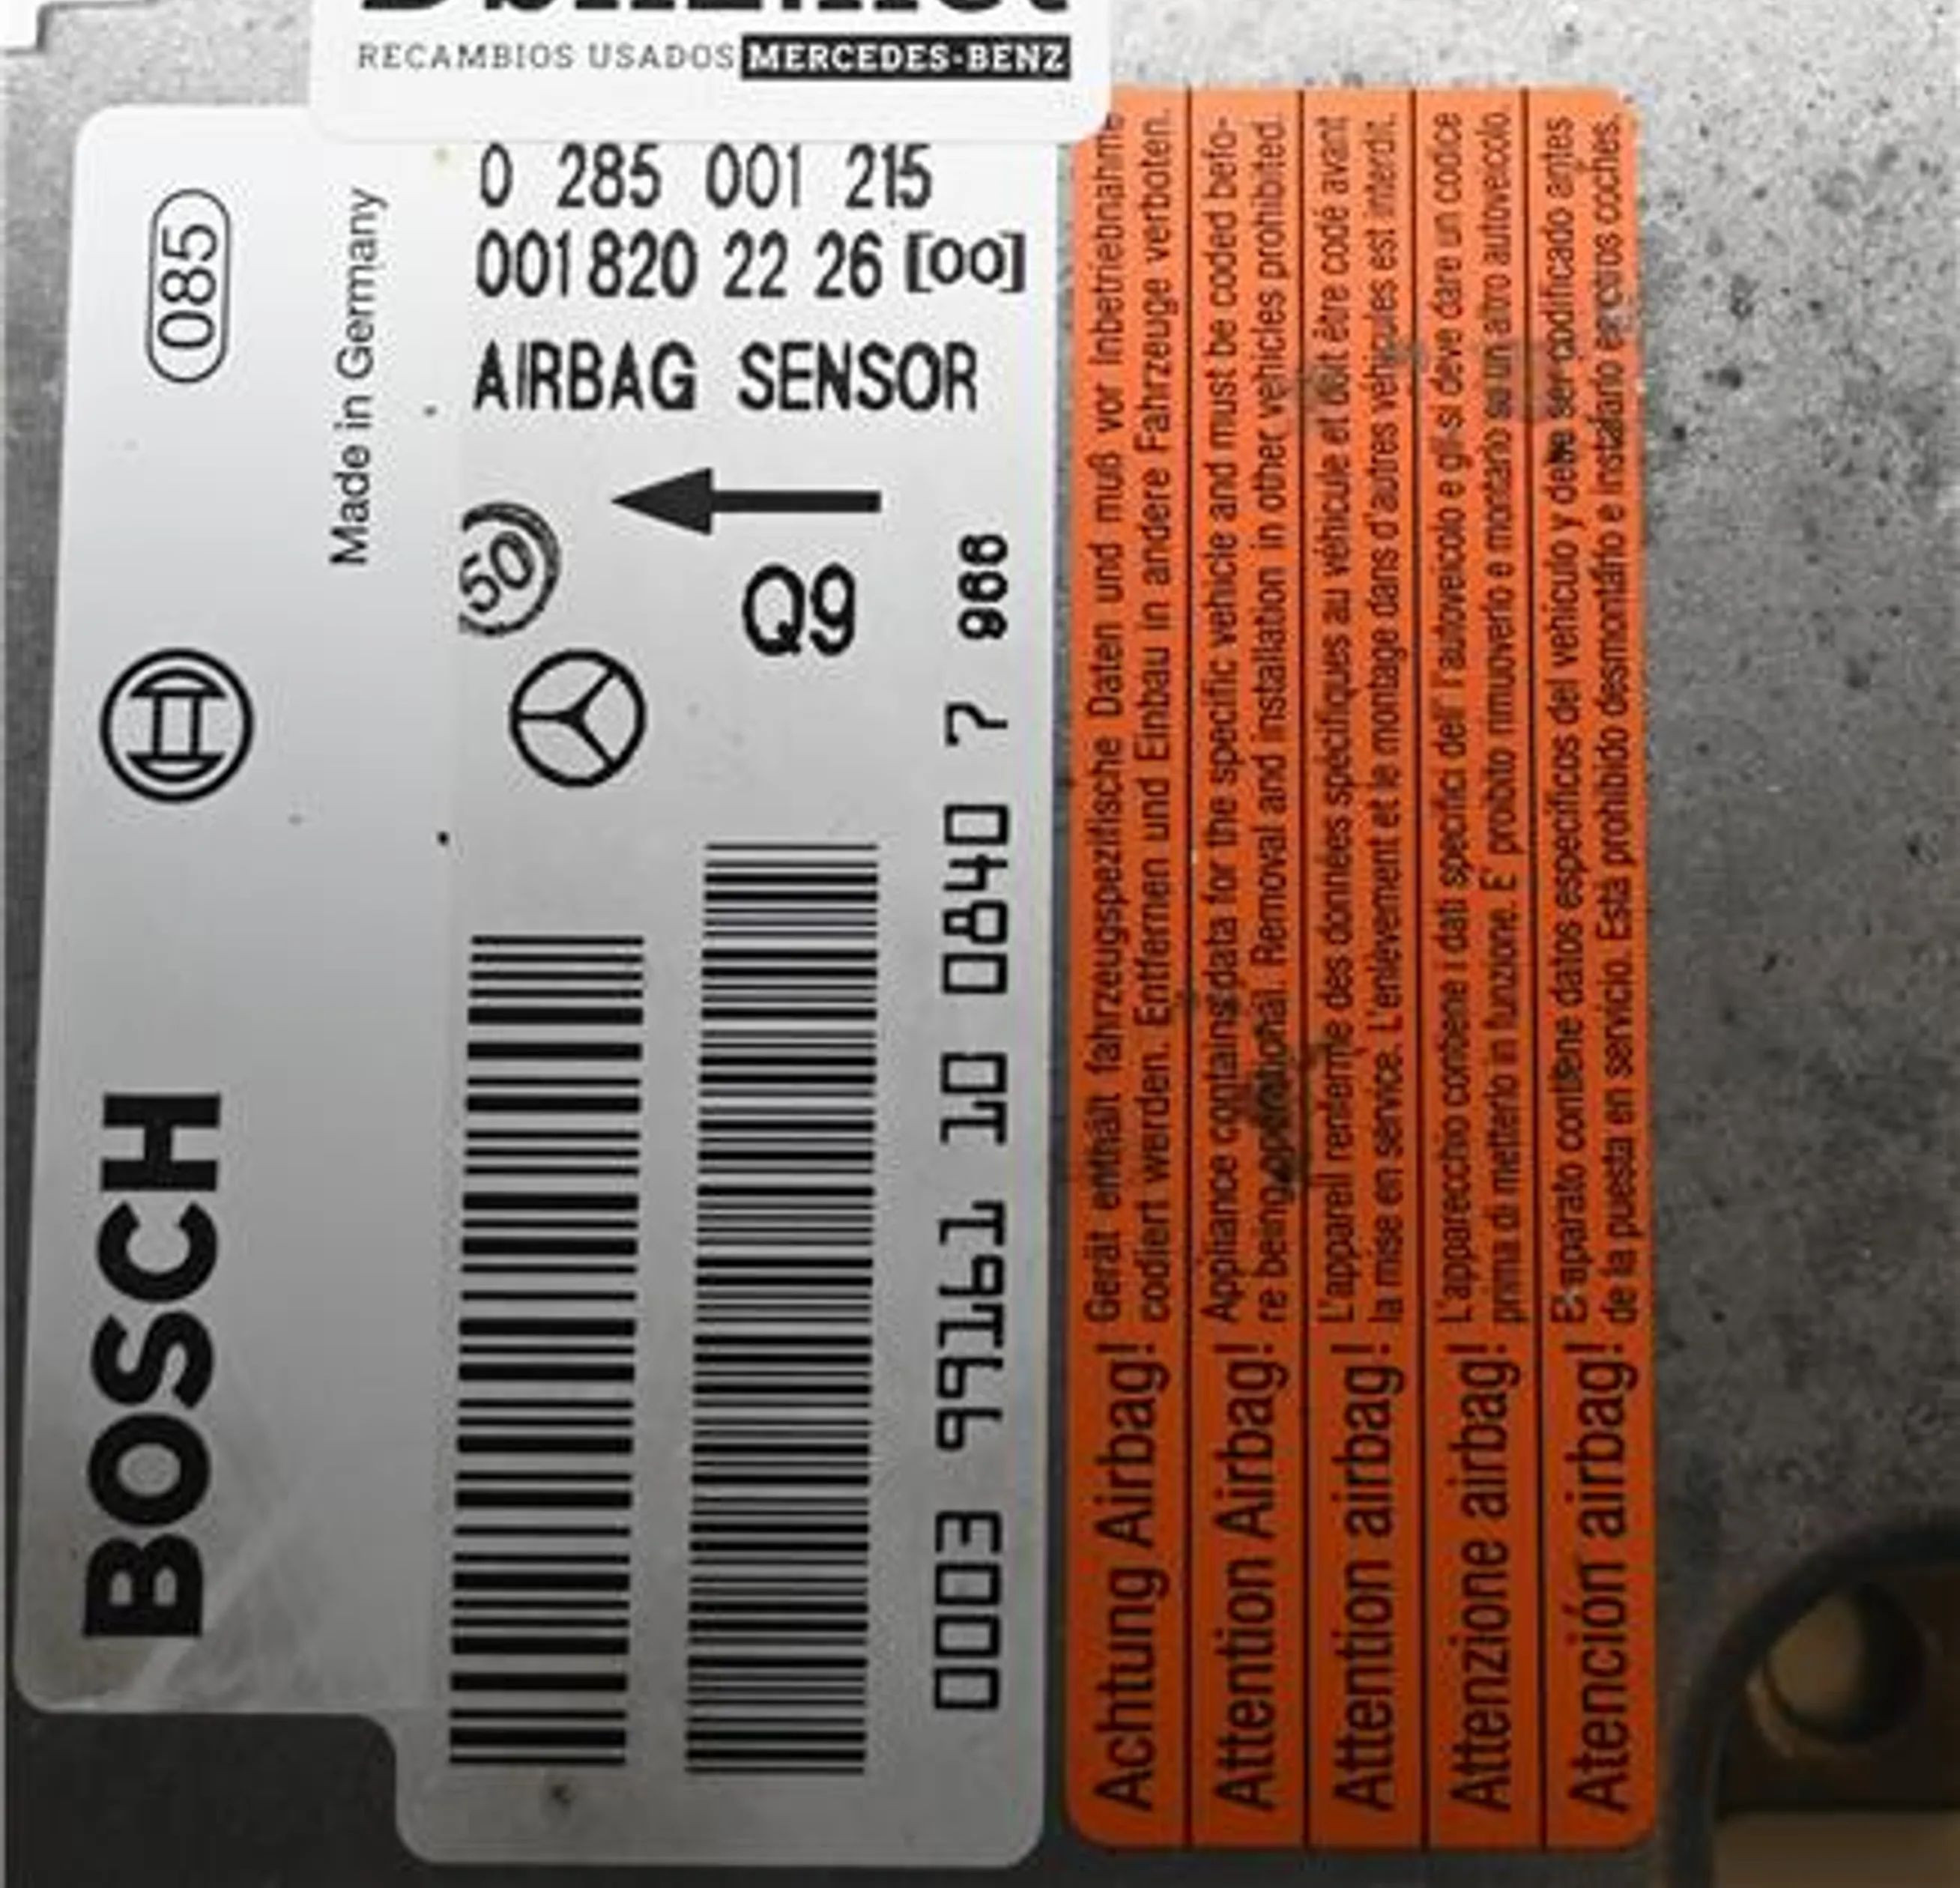 RECAMBIOS USADOS MERCEDES-BENZ
0 285 001 215
001 820 22 26 [00]
AIRBAG SENSOR
085
Made in Germany
BOSCH
50
Q9
966
0003 99161 10 0840 7
Achtung Airbag! Gerät enthält fahrzeugspezifische Daten und muß vor Inbetriebnahme
codiert werden. Entfernen und Einbau in andere Fahrzeuge verboten.
Attention Airbag! Appliance contains data for the specific vehicle and must be coded befo-
re being operational. Removal and installation in other vehicles prohibited.
Attention airbag! L'appareil renferme des données spécifiques au véhicule et doit être codé avant
la mise en service. L'enlèvement et le montage dans d'autres véhicules est interdit.
Attenzione airbag! L'apparecchio contiene i dati specifici dell' l'autoveicolo e gli si deve dare un codice
prima di metterlo in funzione. E' proibito rimuoverlo e montarlo su un altro autoveicolo.
Atención airbag! El aparato contiene datos específicos del vehículo y debe ser codificado antes
de la puesta en servicio. Está prohibido desmontarlo e instalarlo en otros coches.